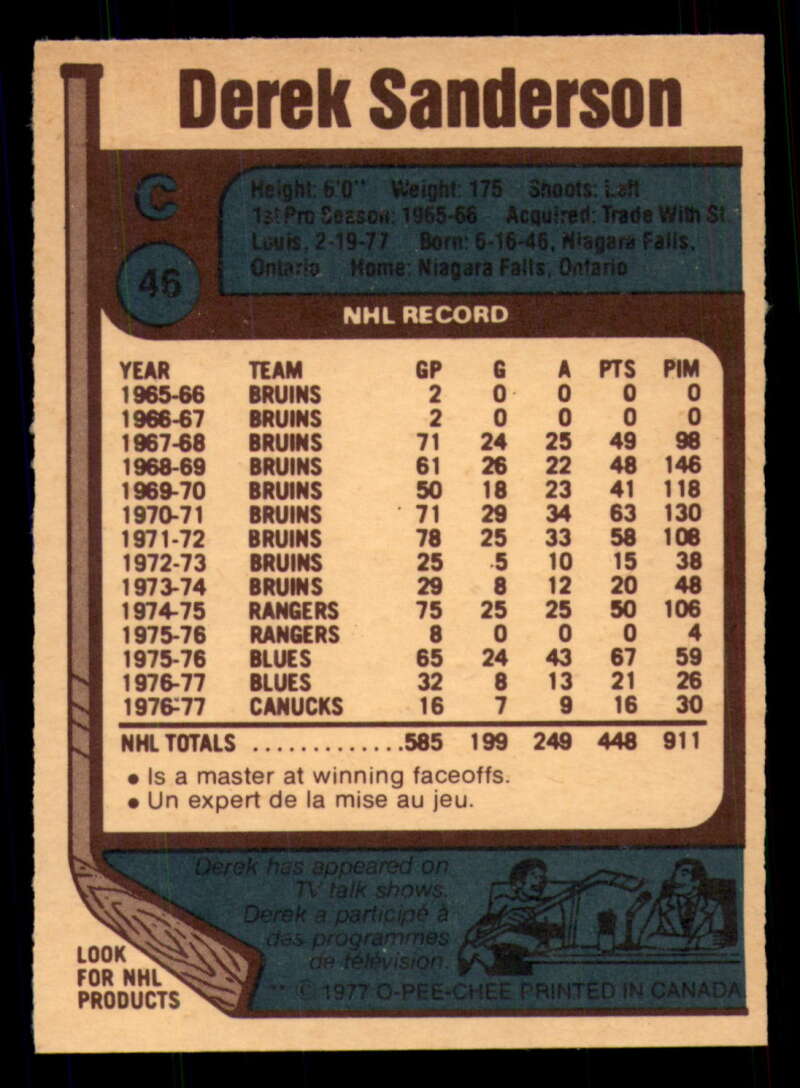 Derek Sanderson
C
Height: 6'0" Weight: 175 Shoots: Left
1st Pro Season: 1965-66 Acquired: Trade With St.
Louis, 2-19-77 Born: 6-16-46, Niagara Falls,
Ontario Home: Niagara Falls, Ontario
46
NHL RECORD
YEAR TEAM GP G A PTS PIM
1965-66 BRUINS 2 0 0 0 0
1966-67 BRUINS 2 0 0 0 0
1967-68 BRUINS 71 24 25 49 98
1968-69 BRUINS 61 26 22 48 146
1969-70 BRUINS 50 18 23 41 118
1970-71 BRUINS 71 29 34 63 130
1971-72 BRUINS 78 25 33 58 108
1972-73 BRUINS 25 5 10 15 38
1973-74 BRUINS 29 8 12 20 48
1974-75 RANGERS 75 25 25 50 106
1975-76 RANGERS 8 0 0 0 4
1975-76 BLUES 65 24 43 67 59
1976-77 BLUES 32 8 13 21 26
1976-77 CANUCKS 16 7 9 16 30
NHL TOTALS ..............585 199 249 448 911
• Is a master at winning faceoffs.
• Un expert de la mise au jeu.
Derek has appeared on
TV talk shows.
Derek a participé à
des programmes
de télévision.
LOOK
FOR NHL
PRODUCTS
** © 1977 O-PEE-CHEE PRINTED IN CANADA